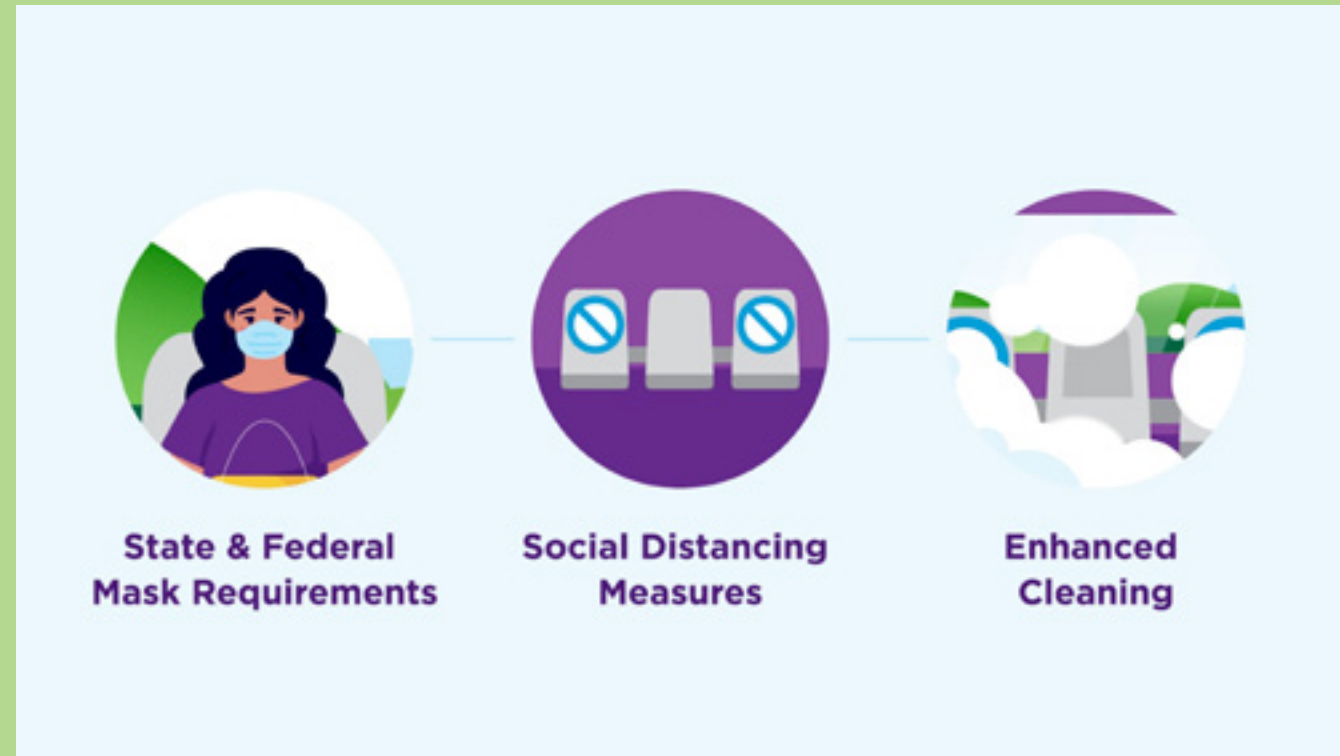 State & Federal
Mask Requirements
Social Distancing
Measures
Enhanced
Cleaning